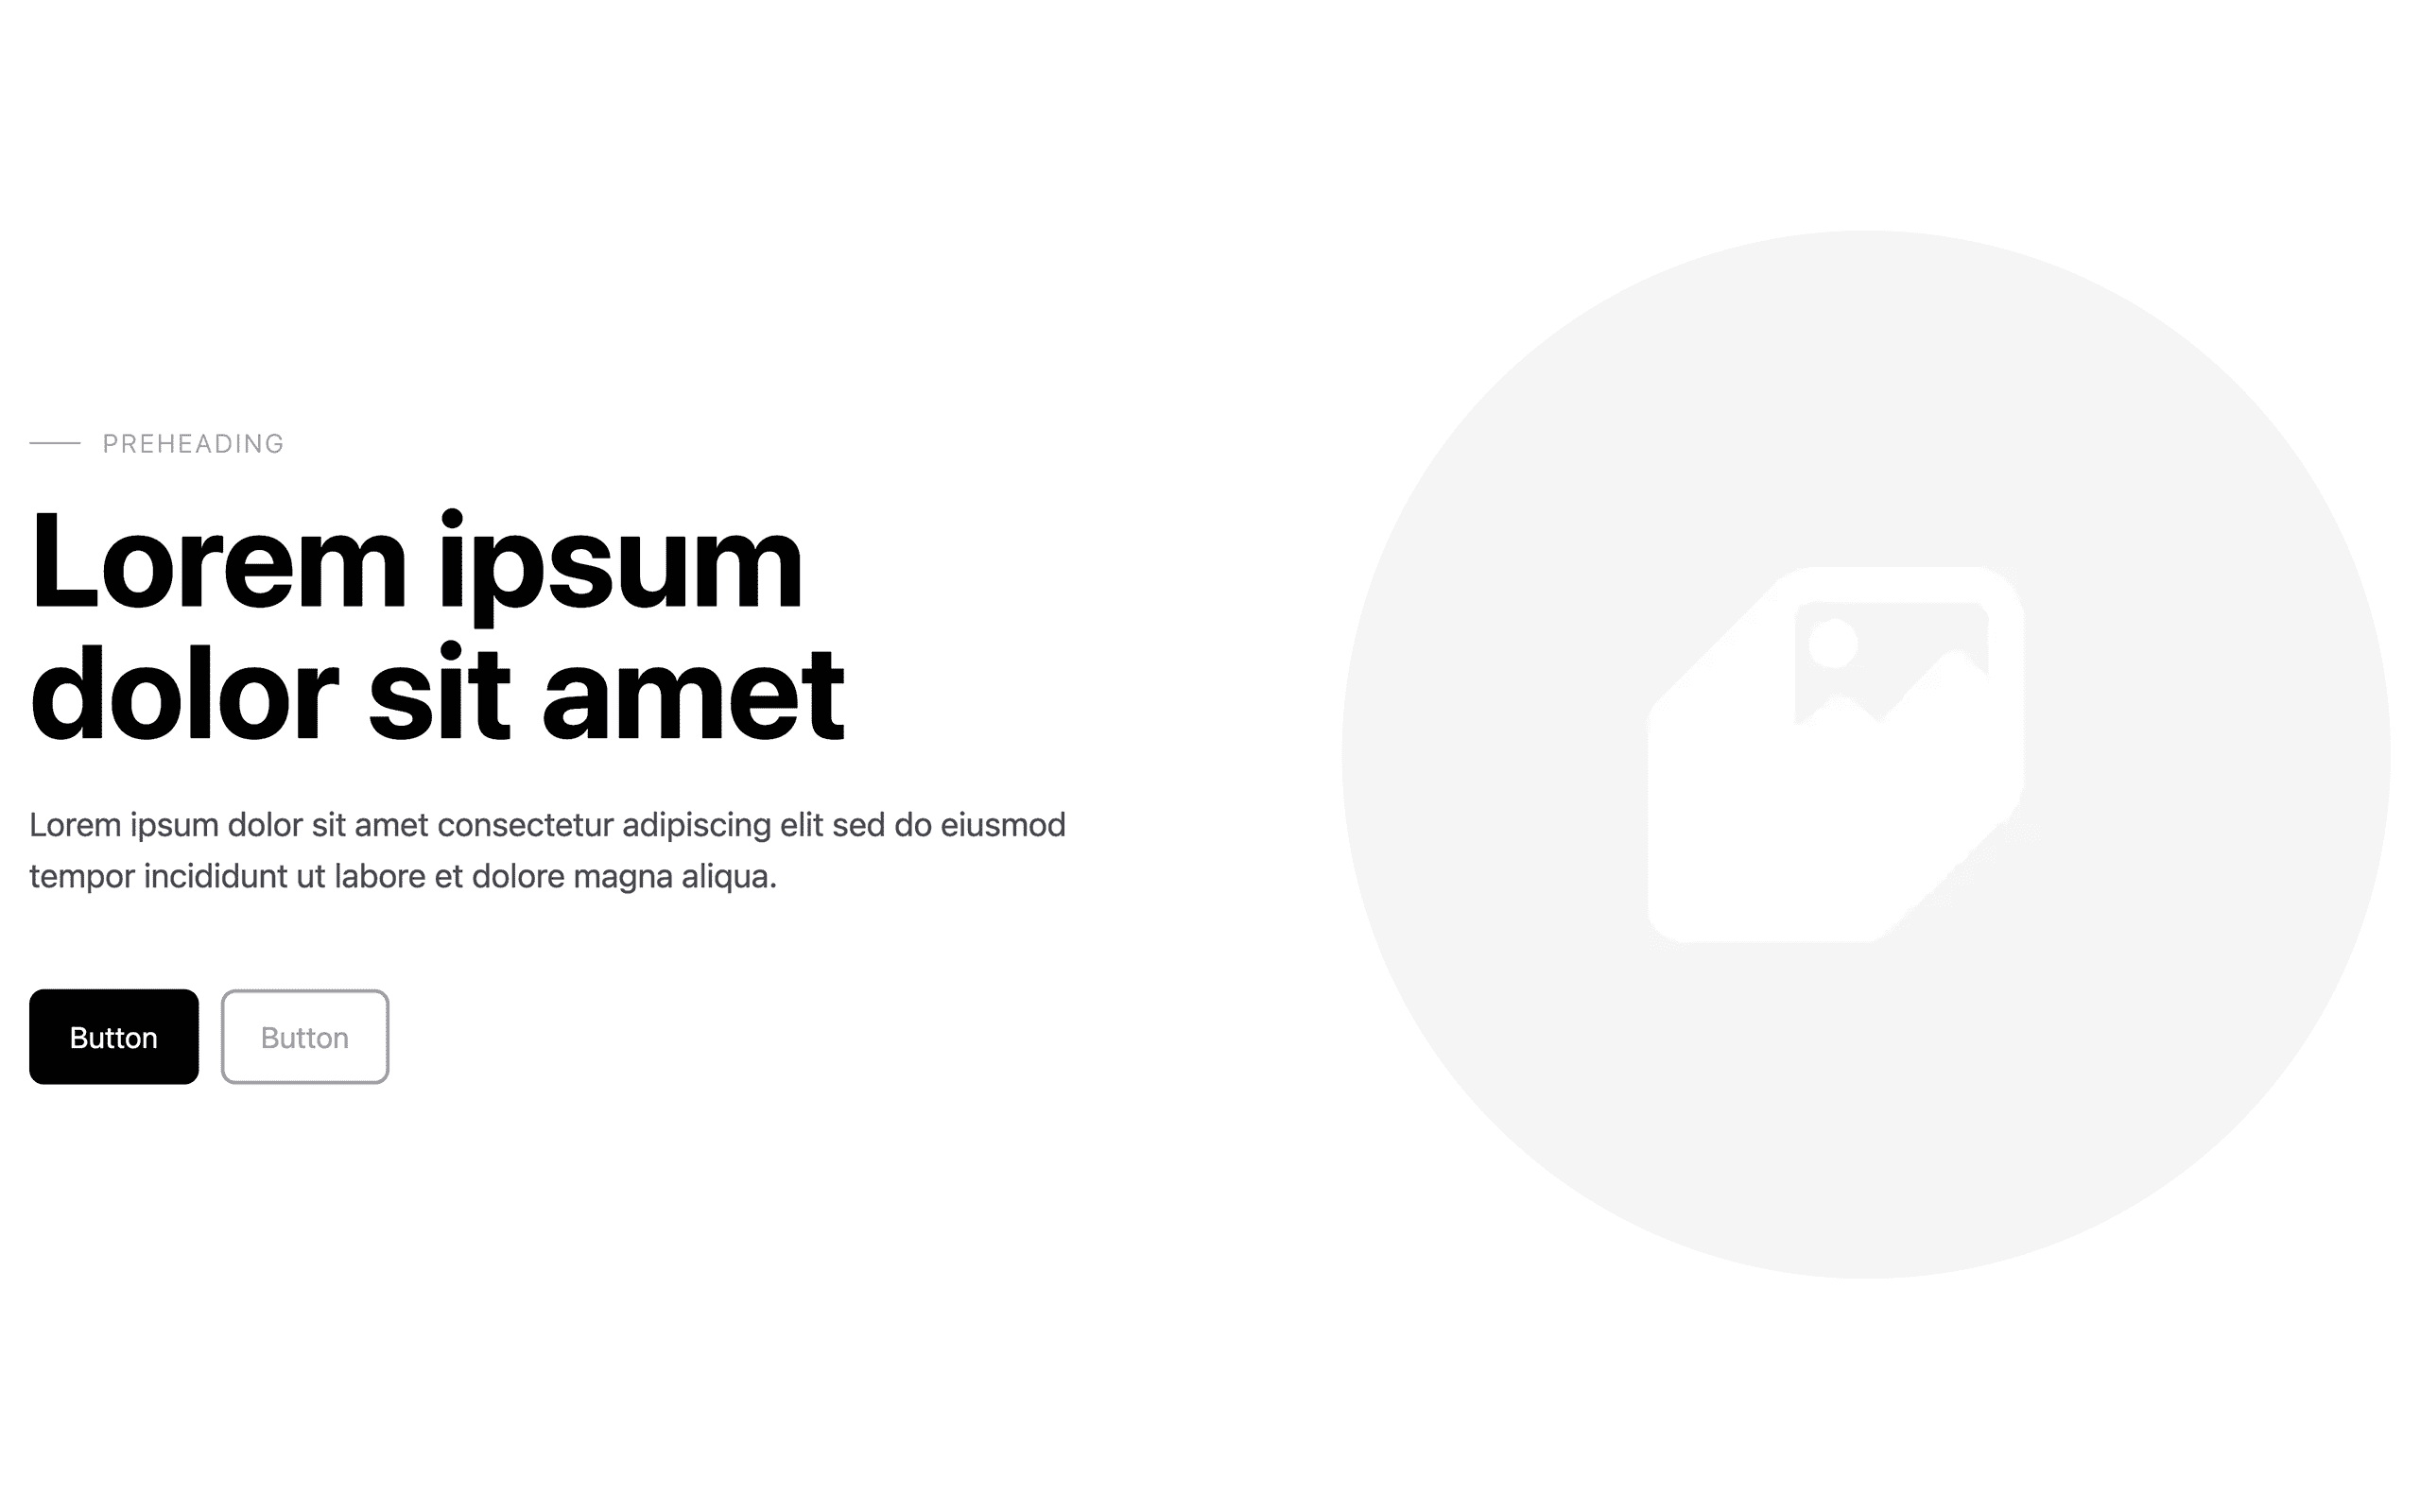 PREHEADING
Lorem ipsum
dolor sit amet
Lorem ipsum dolor sit amet consectetur adipiscing elit sed do eiusmod
tempor incididunt ut labore et dolore magna aliqua.
Button
Button